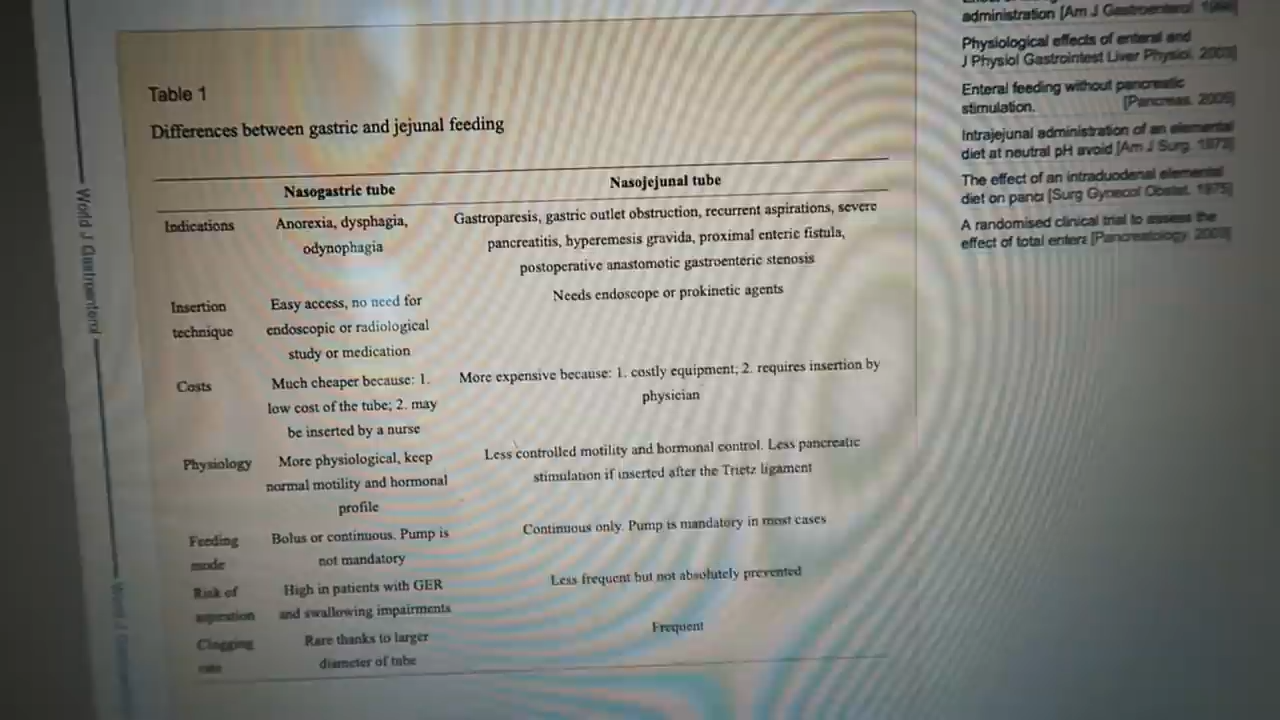 Table 1
Differences between gastric and jejunal feeding
Nasogastric tube
Nasojejunal tube
Indications
Anorexia, dysphagia,
odynophagia
Gastroparesis, gastric outlet obstruction, recurrent aspirations, severe
pancreatitis, hyperemesis gravida, proximal enteric fistula,
postoperative anastomotic gastroenteric stenosis
Insertion
technique
Easy access, no need for
endoscopic or radiological
study or medication
Needs endoscope or prokinetic agents
Costs
Much cheaper because: 1.
low cost of the tube; 2. may
be inserted by a nurse
More expensive because: 1. costly equipment; 2. requires insertion by
physician
Physiology
More physiological, keep
normal motility and hormonal
profile
Less controlled motility and hormonal control. Less pancreatic
stimulation if inserted after the Trietz ligament
Feeding
mode
Bolus or continuous. Pump is
not mandatory
Continuous only. Pump is mandatory in most cases
Risk of
aspiration
High in patients with GER
and swallowing impairments
Less frequent but not absolutely prevented
Clogging
rate
Rare thanks to larger
diameter of tube
Frequent
World J Gastroenterol
administration [Am J Gastroenterol.
Physiological effects of enteral and
J Physiol Gastrointest Liver Physiol.
Enteral feeding without pancreatic
stimulation. [Pancreas.
Intrajejunal administration of an elemental
diet at neutral pH avoid [Am J Surg.
The effect of an intraduodenal elemental
diet on panc [Surg Gynecol Obstet. 1975]
A randomised clinical trial to assess the
effect of total enter [Pancreatology.